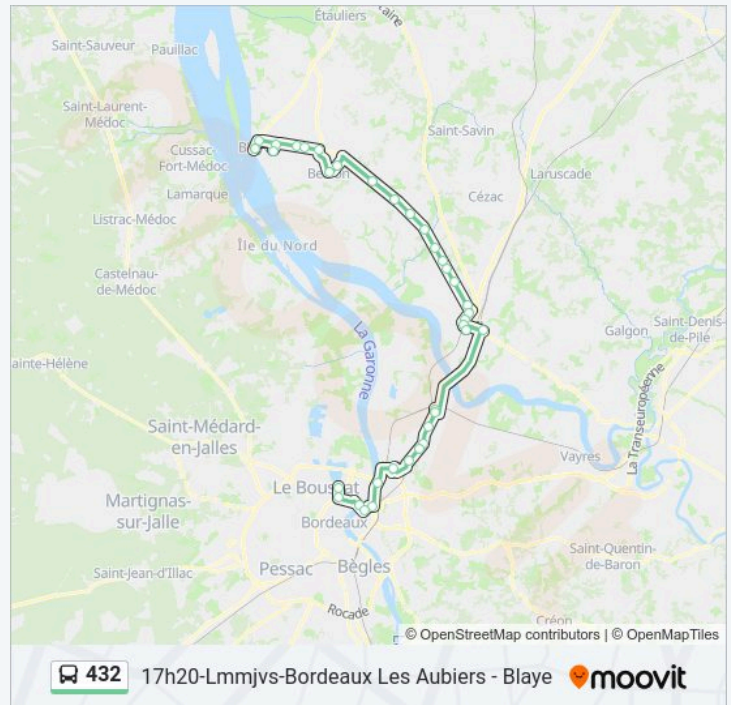 Étauliers
Saint-Sauveur
Pauillac
Saint-Laurent-
Médoc
Saint-Savin
Cussac-
Fort-Médoc
Laruscade
Lamarque
Cézac
Listrac-Médoc
Île du Nord
Castelnau-
de-Médoc
La Garonne
Galgon
Saint-Denis-
de-Pile
ainte-Hélène
La Transeuropéenne
Saint-Médard-
en-Jalles
Vayres
Le Bouscat
Martignas-
sur-Jalle
Bordeaux
Saint-Quentin-
de-Baron
Saint-Jean-d'Illac
Pessac
Bègles
Rocade
Créon
© OpenStreetMap contributors | © OpenMapTiles
432 17h20-Lmmjvs-Bordeaux Les Aubiers - Blaye moovit